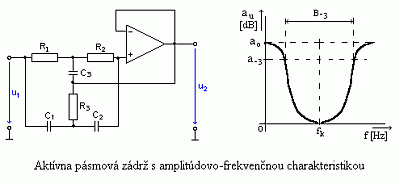 R1
R2
C3
R3
C1
C2
u1
u2
-
+
au
[dB]
ao
a-3
0
B-3
fk
f [Hz]
Aktívna pásmová zádrž s amplitúdovo-frekvenčnou charakteristikou